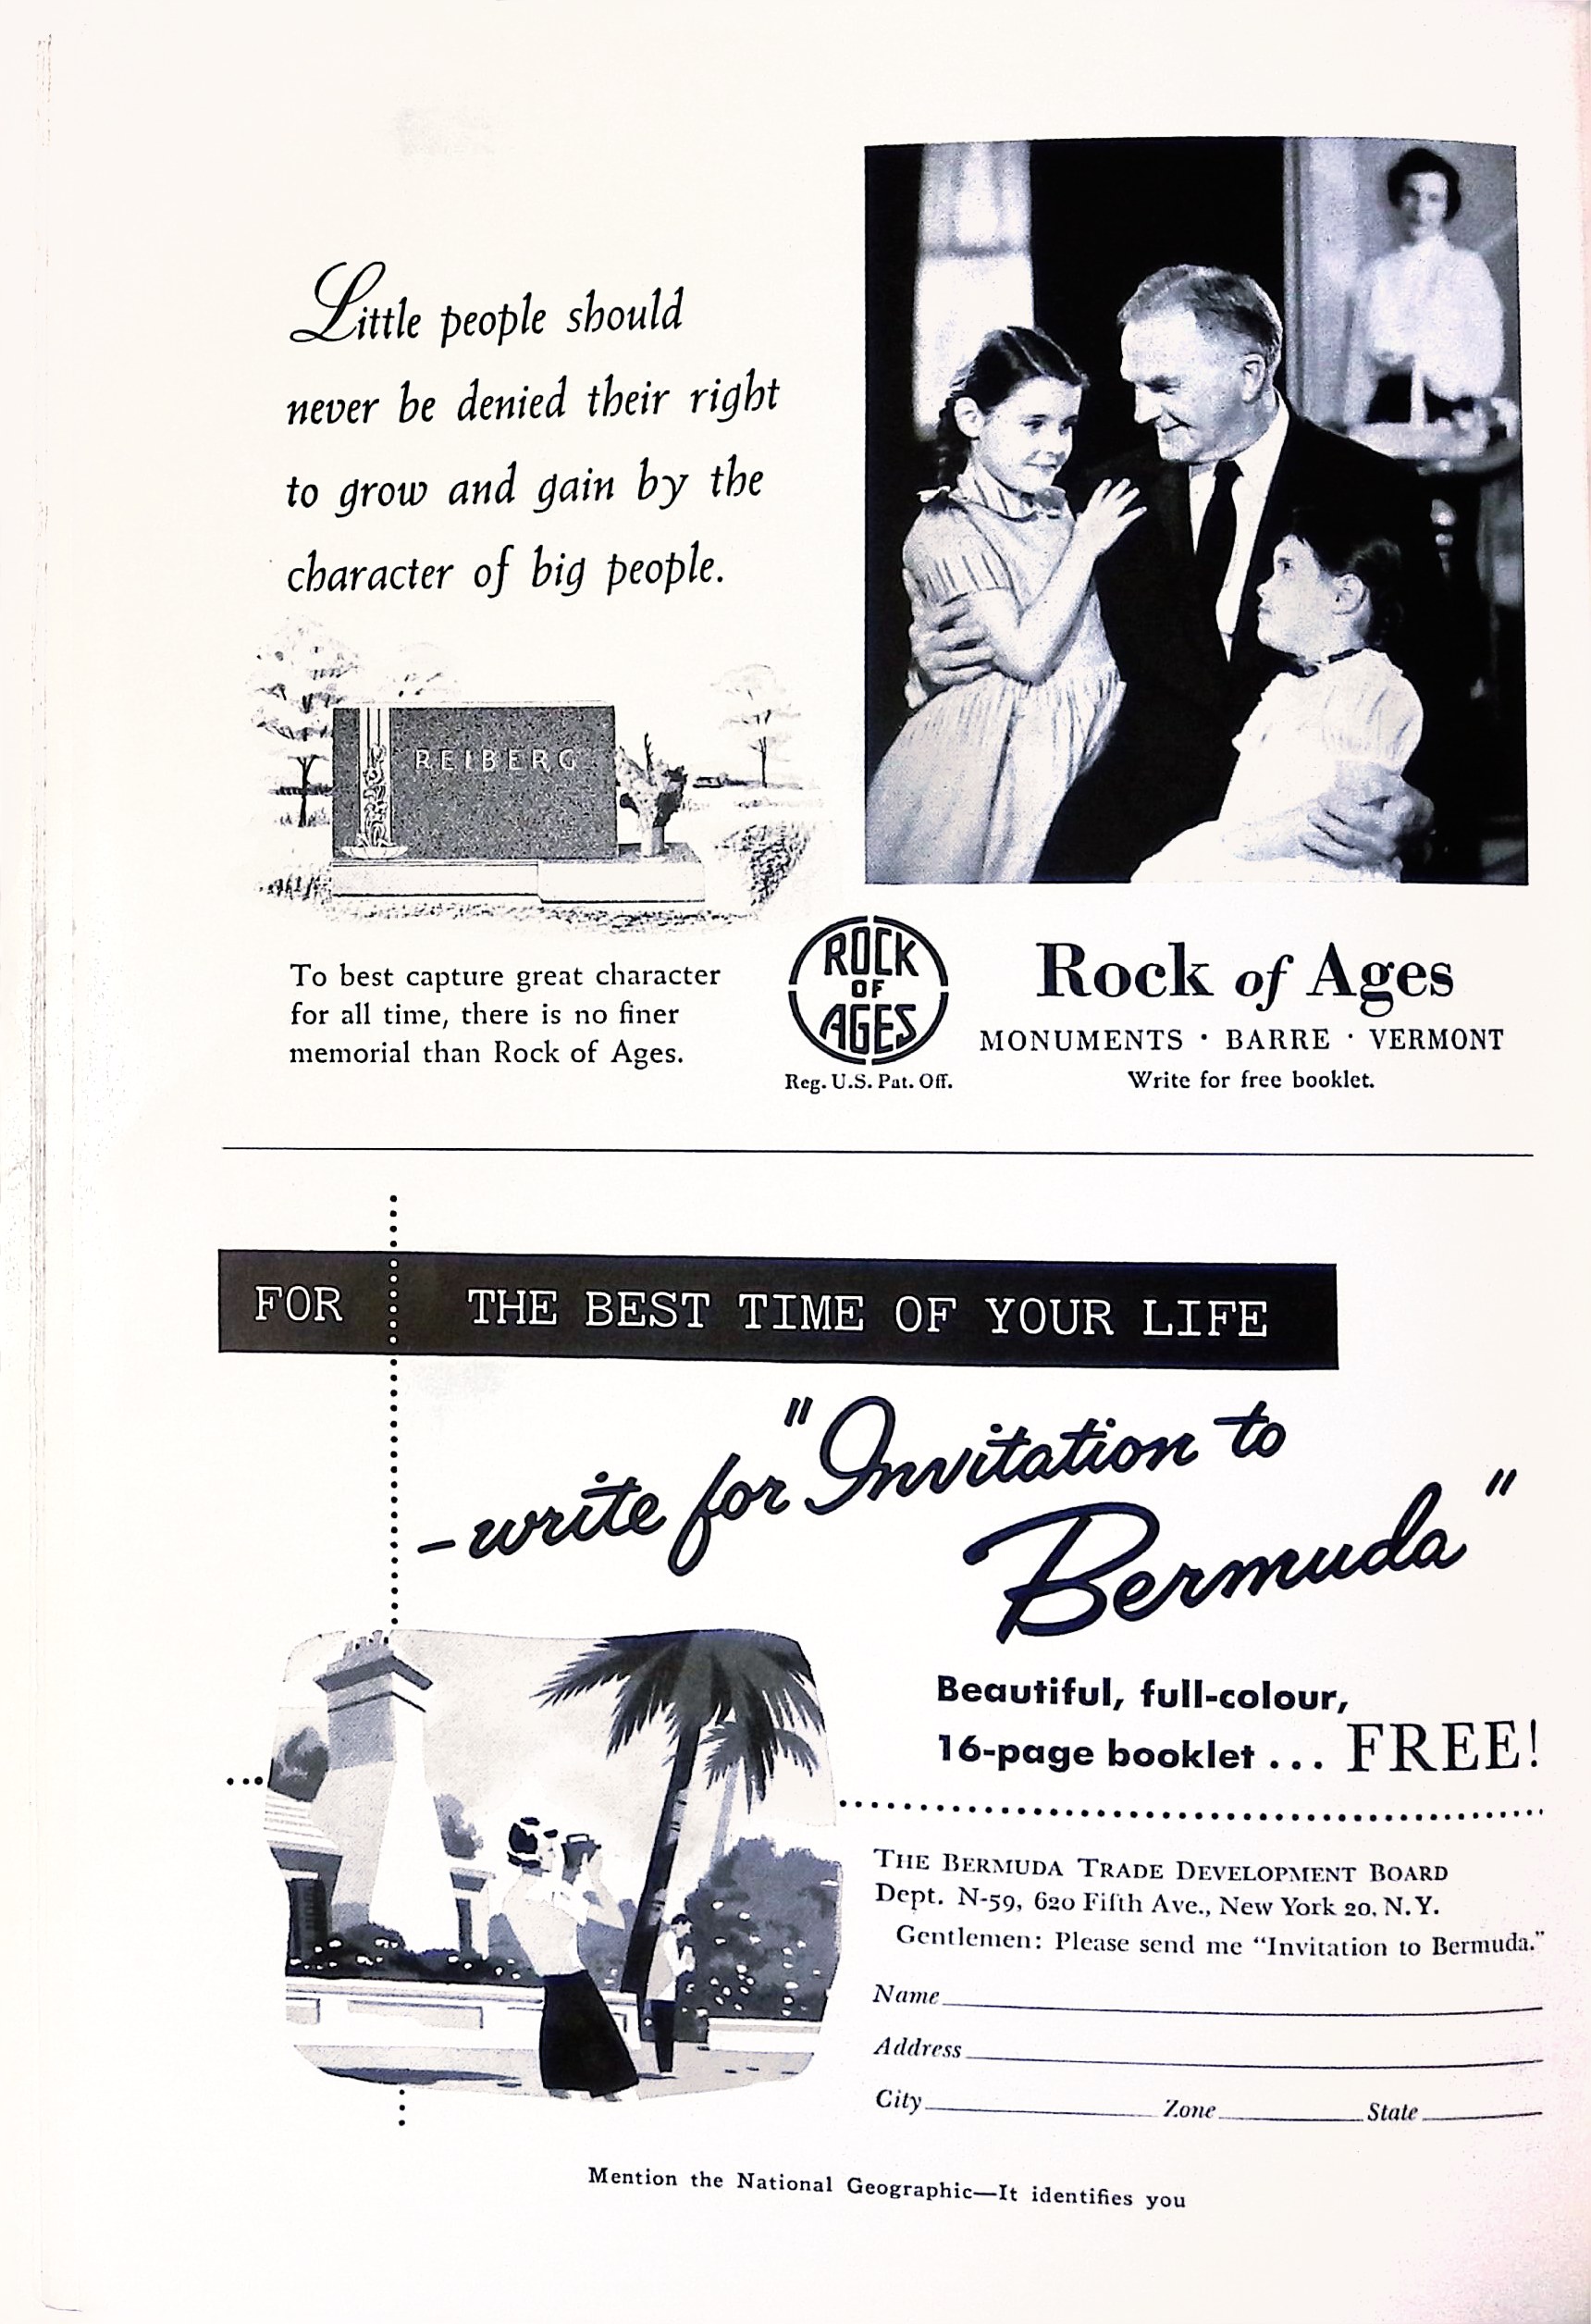 Little people should
never be denied their right
to grow and gain by the
character of big people.
REIBERG
To best capture great character
for all time, there is no finer
memorial than Rock of Ages.
ROCK
OF
AGES
Reg. U.S. Pat. Off.
Rock of Ages
MONUMENTS · BARRE · VERMONT
Write for free booklet.
FOR THE BEST TIME OF YOUR LIFE
-write for "Invitation to
Bermuda"
Beautiful, full-colour,
16-page booklet ... FREE!
THE BERMUDA TRADE DEVELOPMENT BOARD
Dept. N-59, 620 Fifth Ave., New York 20, N.Y.
Gentlemen: Please send me “Invitation to Bermuda.”
Name
Address
City Zone State
Mention the National Geographic—It identifies you